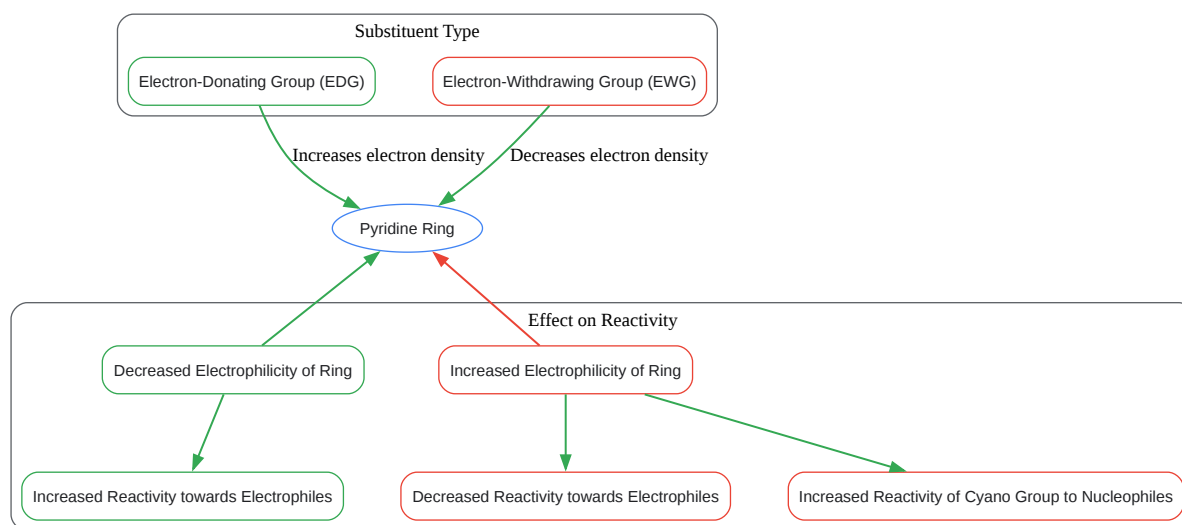 Substituent Type
Electron-Donating Group (EDG)
Electron-Withdrawing Group (EWG)
Increases electron density
Decreases electron density
Pyridine Ring
Effect on Reactivity
Decreased Electrophilicity of Ring
Increased Electrophilicity of Ring
Increased Reactivity towards Electrophiles
Decreased Reactivity towards Electrophiles
Increased Reactivity of Cyano Group to Nucleophiles